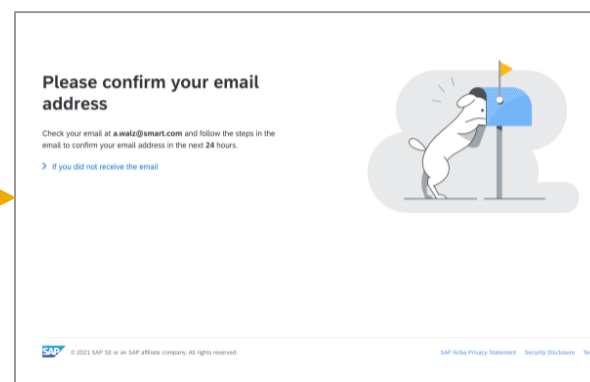 Please confirm your email
address
Check your email at a.walz@smart.com and follow the steps in the
email to confirm your email address in the next 24 hours.
If you did not receive the email
SAP © 2021 SAP SE or an SAP affiliate company. All rights reserved. SAP Ariba Privacy Statement Security Disclosure